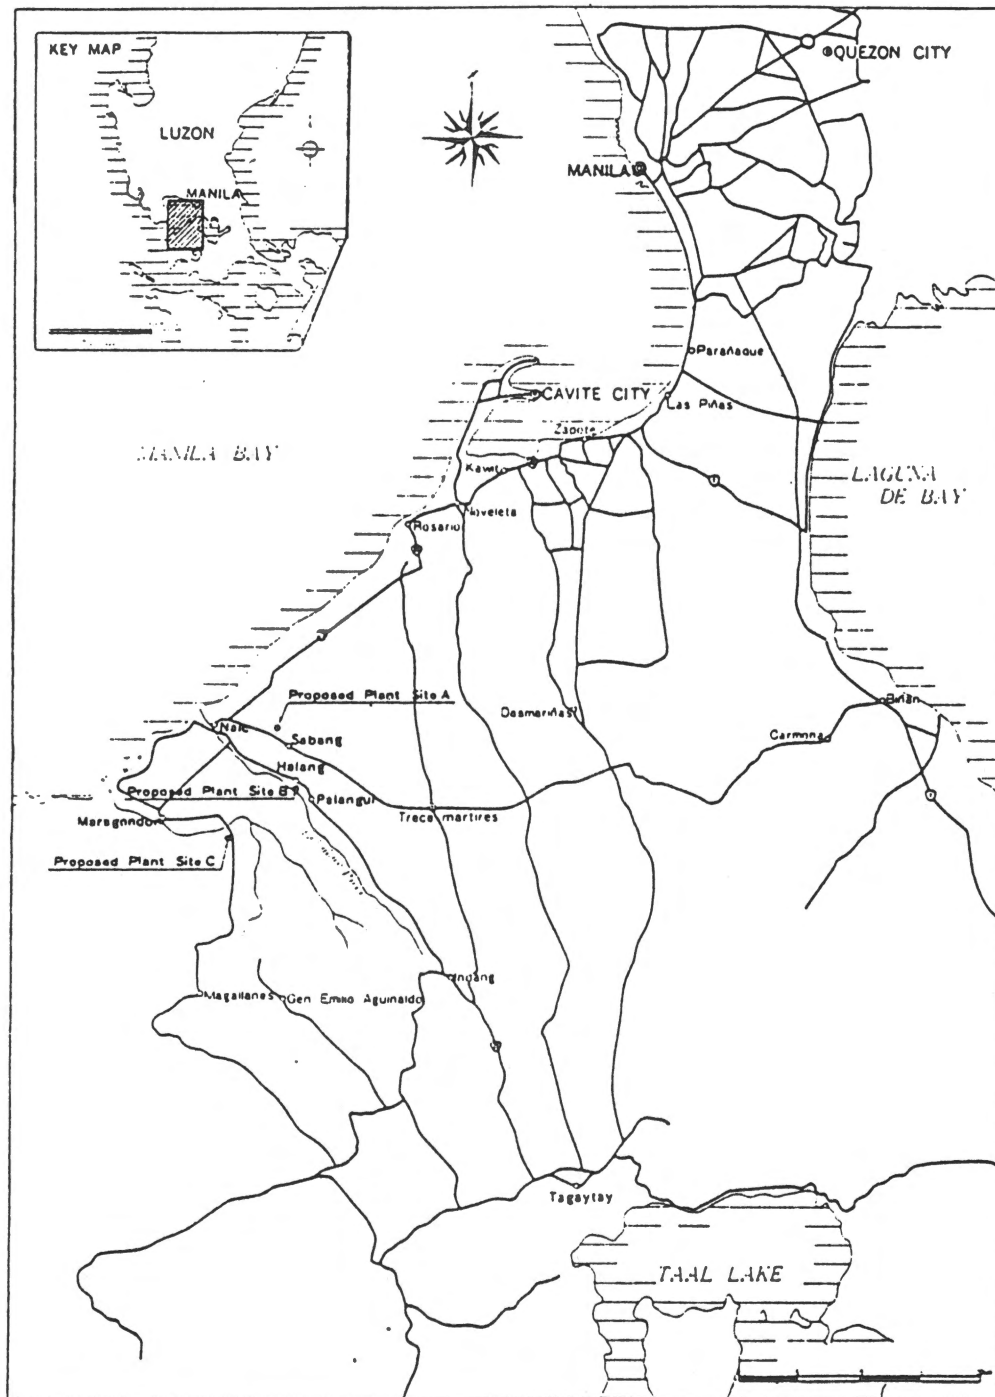 KEY MAP
LUZON
MANILA
QUEZON CITY
MANILA
Parañaque
CAVITE CITY
Las Piñas
Zapote
MANILA BAY
Kawit
LAGUNA
DE BAY
Noveleta
Rosario
Proposed Plant Site A
Binan
Dasmariñas
Naic
Carmona
Sabang
Halang
Proposed Plant Site B
Palangui
Trece martires
Maragondon
Proposed Plant Site C
Indang
Magallanes
Gen Emilio Aguinaldo
Tagaytay
TAAL LAKE